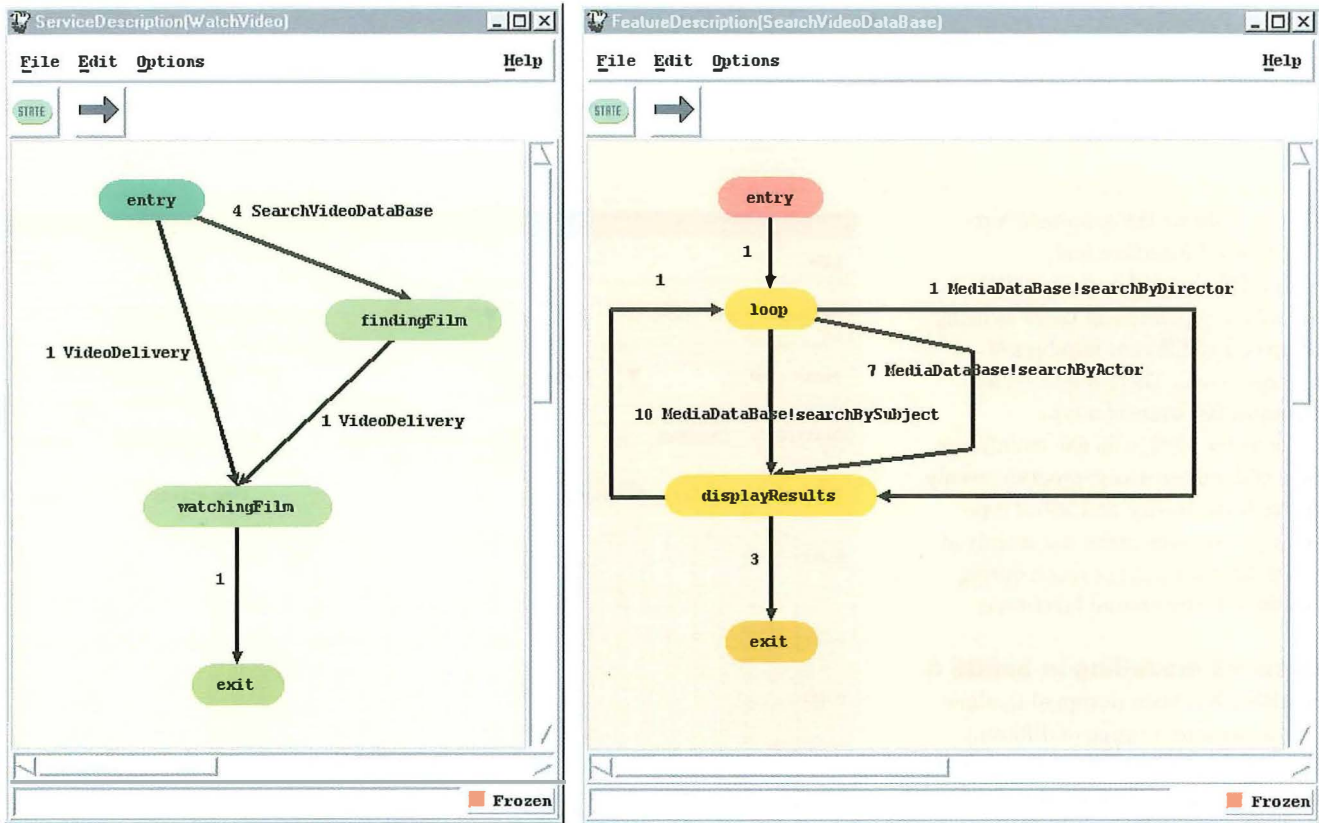 ServiceDescription(WatchVideo)
File Edit Options Help
STATE
entry
4 SearchVideoDataBase
findingFilm
1 VideoDelivery
1 VideoDelivery
watchingFilm
1
exit
Frozen
FeatureDescription(SearchVideoDataBase)
File Edit Options Help
STATE
entry
1
1
1 MediaDataBase!searchByDirector
loop
7 MediaDataBase!searchByActor
10 MediaDataBase!searchBySubject
displayResults
3
exit
Frozen